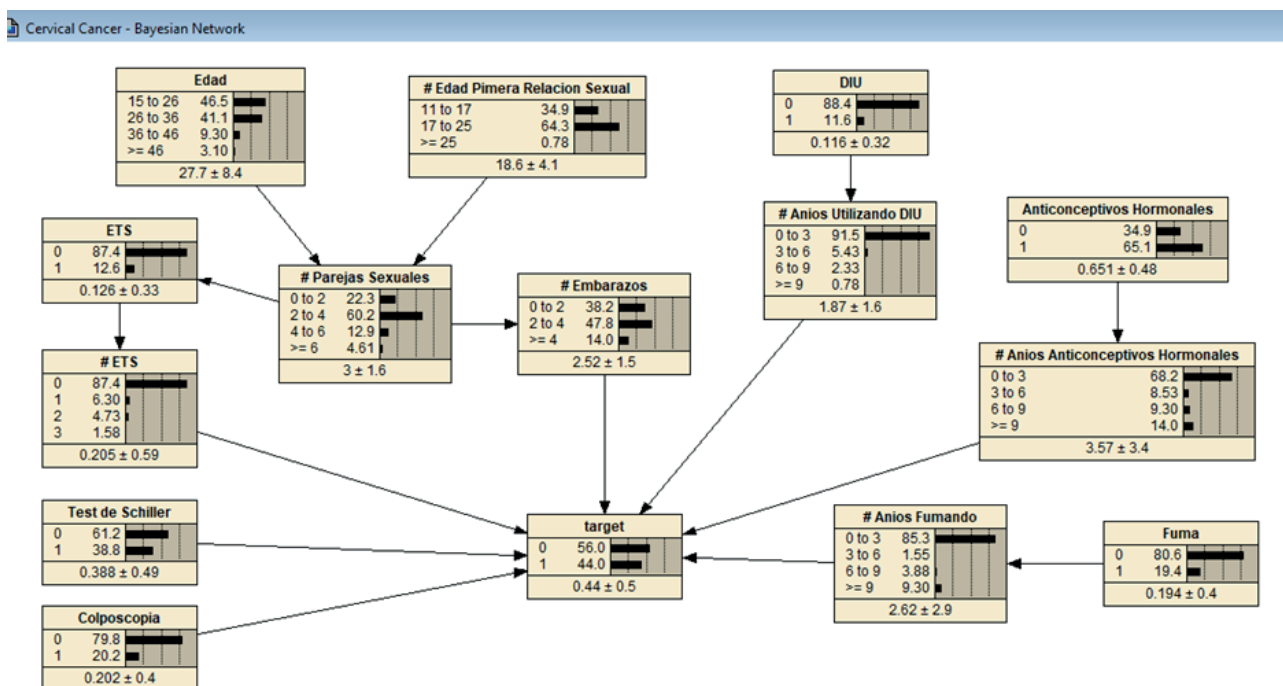 Cervical Cancer - Bayesian Network
Edad
15 to 26 46.5
26 to 36 41.1
36 to 46 9.30
>= 46 3.10
27.7 ± 8.4
# Edad Pimera Relacion Sexual
11 to 17 34.9
17 to 25 64.3
>= 25 0.78
18.6 ± 4.1
DIU
0 88.4
1 11.6
0.116 ± 0.32
ETS
0 87.4
1 12.6
0.126 ± 0.33
# Parejas Sexuales
0 to 2 22.3
2 to 4 60.2
4 to 6 12.9
>= 6 4.61
3 ± 1.6
# Embarazos
0 to 2 38.2
2 to 4 47.8
>= 4 14.0
2.52 ± 1.5
# Anios Utilizando DIU
0 to 3 91.5
3 to 6 5.43
6 to 9 2.33
>= 9 0.78
1.87 ± 1.6
Anticonceptivos Hormonales
0 34.9
1 65.1
0.651 ± 0.48
# ETS
0 87.4
1 6.30
2 4.73
3 1.58
0.205 ± 0.59
# Anios Anticonceptivos Hormonales
0 to 3 68.2
3 to 6 8.53
6 to 9 9.30
>= 9 14.0
3.57 ± 3.4
Test de Schiller
0 61.2
1 38.8
0.388 ± 0.49
target
0 56.0
1 44.0
0.44 ± 0.5
# Anios Fumando
0 to 3 85.3
3 to 6 1.55
6 to 9 3.88
>= 9 9.30
2.62 ± 2.9
Fuma
0 80.6
1 19.4
0.194 ± 0.4
Colposcopia
0 79.8
1 20.2
0.202 ± 0.4